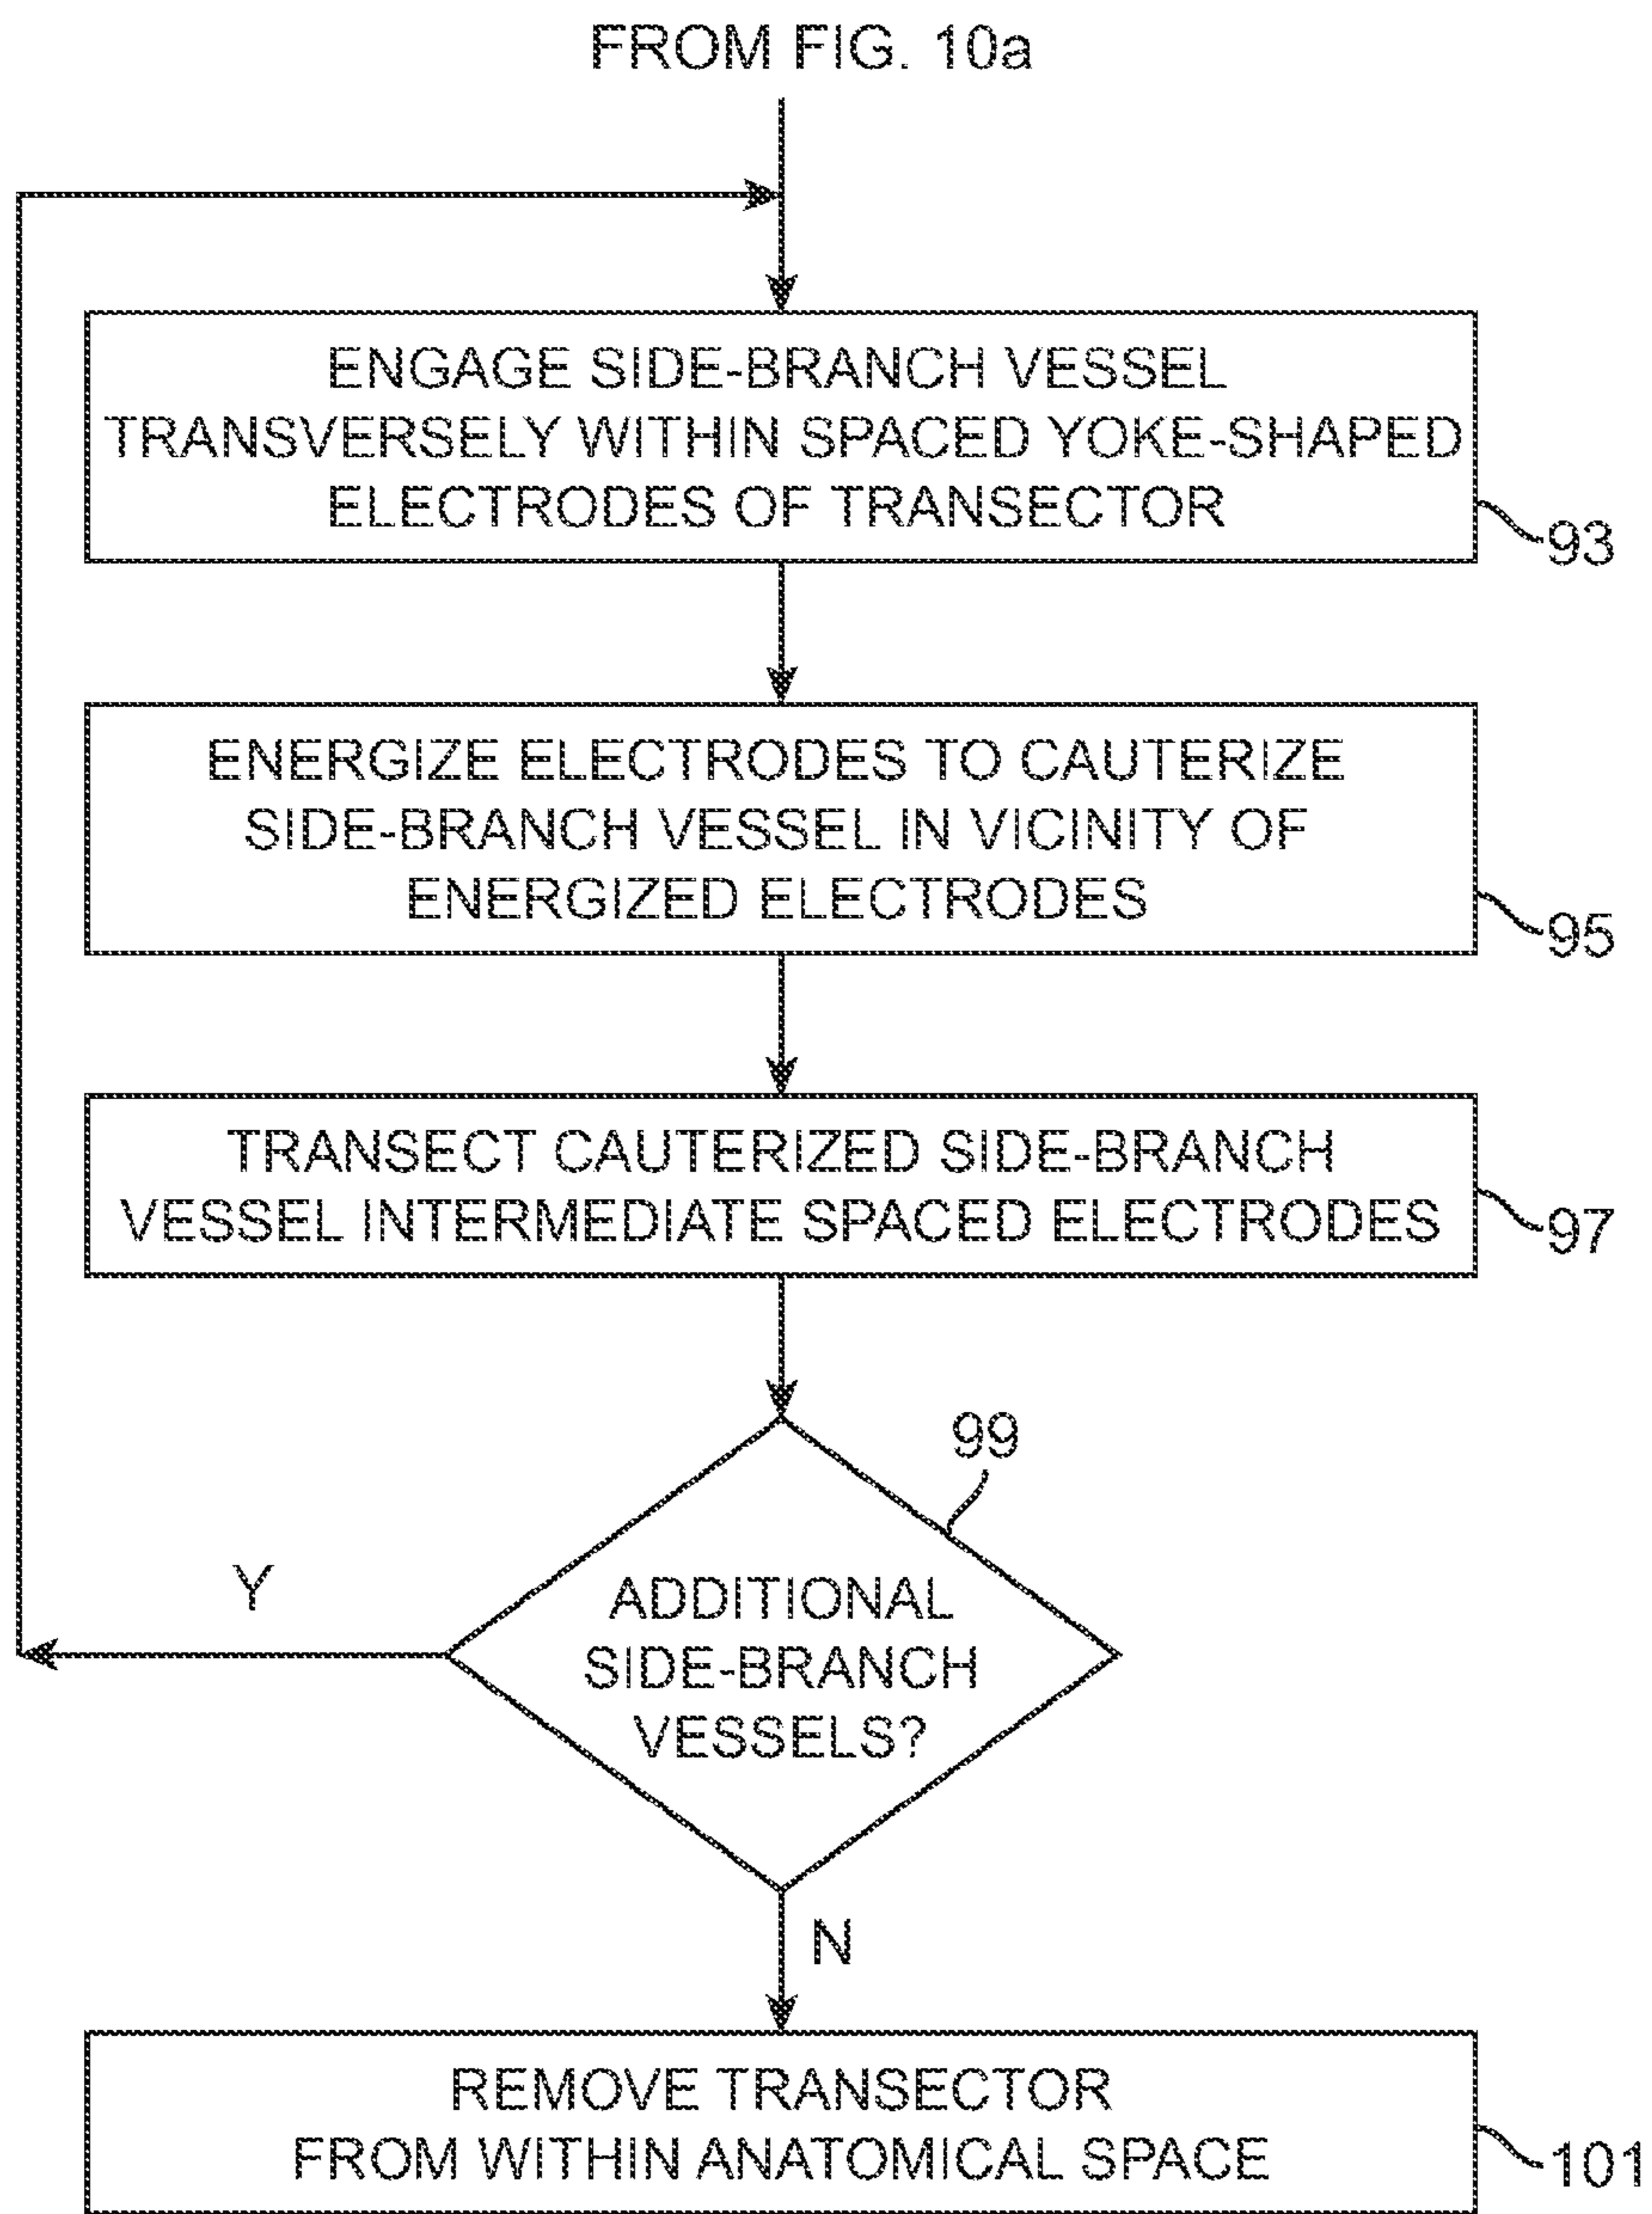 FROM FIG. 10a
ENGAGE SIDE-BRANCH VESSEL
TRANSVERSELY WITHIN SPACED YOKE-SHAPED
ELECTRODES OF TRANSECTOR
93
ENERGIZE ELECTRODES TO CAUTERIZE
SIDE-BRANCH VESSEL IN VICINITY OF
ENERGIZED ELECTRODES
95
TRANSECT CAUTERIZED SIDE-BRANCH
VESSEL INTERMEDIATE SPACED ELECTRODES
97
99
ADDITIONAL
SIDE-BRANCH
VESSELS?
Y
N
REMOVE TRANSECTOR
FROM WITHIN ANATOMICAL SPACE
101